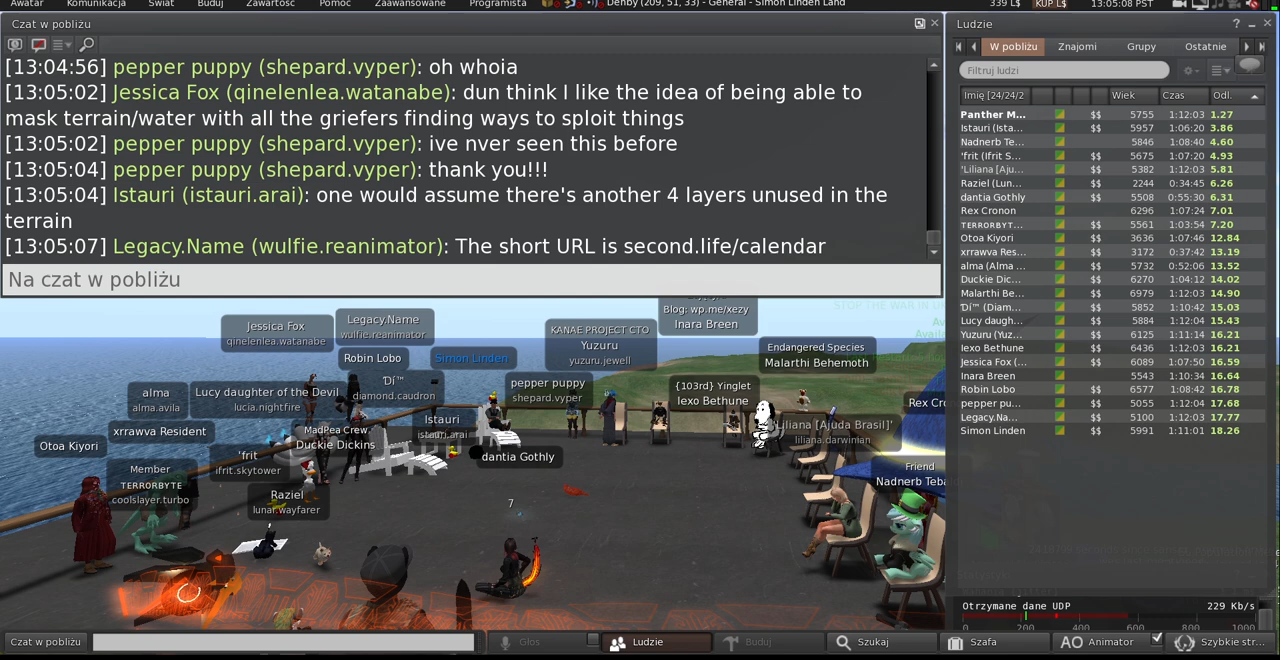 Awatar Komunikacja Świat Buduj Zawartość Pomoc Zaawansowane Programista Denby (209, 51, 33) - General - Simon Linden Land 339 L$ KUP L$ 13:05:08 PST
Czat w pobliżu
[13:04:56] pepper puppy (shepard.vyper): oh whoia
[13:05:02] Jessica Fox (qinelenlea.watanabe): dun think I like the idea of being able to
mask terrain/water with all the griefers finding ways to sploit things
[13:05:02] pepper puppy (shepard.vyper): ive nver seen this before
[13:05:04] pepper puppy (shepard.vyper): thank you!!!
[13:05:04] Istauri (istauri.arai): one would assume there's another 4 layers unused in the
terrain
[13:05:07] Legacy.Name (wulfie.reanimator): The short URL is second.life/calendar
Na czat w pobliżu
Ludzie
W pobliżu Znajomi Grupy Ostatnie
Filtruj ludzi
Imię [24/24/2 Wiek Czas Odl.
Panther M... 5755 1:12:03 1.27
Istauri (Ista... $$ 5957 1:06:20 3.86
Nadnerb Te... 5846 1:08:40 4.60
'frit (Ifrit S... $$ 5675 1:07:20 4.93
'Liliana [Aju... $$ 5382 1:12:03 5.81
Raziel (Lun... $$ 2244 0:34:45 6.26
dantia Gothly $$ 5508 0:55:30 6.31
Rex Cronon 6296 1:07:24 7.01
ᴛᴇʀʀᴏʀʙʏᴛ... $$ 5561 1:03:54 7.20
Otoa Kiyori $$ 3636 1:07:46 12.84
xrrawva Res... $$ 3172 0:37:42 13.19
alma (Alma ... $$ 5732 0:52:06 13.52
Duckie Dic... $$ 6270 1:04:12 14.02
Malarthi Be... $$ 6979 1:12:03 14.90
Ɗí™ (Diam... $$ 5852 1:10:42 15.03
Lucy daugh... $$ 5884 1:12:04 15.43
Yuzuru (Yuz... $$ 6125 1:11:14 16.21
Iexo Bethune $$ 6436 1:12:03 16.21
Jessica Fox (... $$ 6089 1:07:50 16.59
Inara Breen 5543 1:10:34 16.64
Robin Lobo $$ 6577 1:08:42 16.78
pepper pu... $$ 5055 1:12:04 17.68
Legacy.Na... $$ 5100 1:12:03 17.77
Simon Linden $$ 5991 1:11:01 18.26
STOP THE WAR IN
Blog: wp.me/xezy
Inara Breen
Jessica Fox
qinelenlea.watanabe
Legacy.Name
wulfie.reanimator
KANAE PROJECT CTO
Yuzuru
yuzuru.jewell
Endangered Species
Malarthi Behemoth
Robin Lobo
Simon Linden
Ɗí™
diamond.caudron
pepper puppy
shepard.vyper
{103rd} Yinglet
Iexo Bethune
alma
alma.avila
Lucy daughter of the Devil
lucia.nightfire
Rex Cro
xrrawva Resident
Istauri
istauri.arai
MadPea Crew
Duckie Dickins
'Liliana [Ajuda Brasil]'
liliana.darwiman
Otoa Kiyori
'frit
ifrit.skytower
dantia Gothly
Member
ᴛᴇʀʀᴏʀʙʏᴛᴇ
coolslayer.turbo
Friend
Nadnerb Teba
Raziel
lunar.wayfarer
7
Otrzymane dane UDP 229 Kb/s
0 200 400 600 800 1000
Czat w pobliżu Głos Ludzie Buduj Szukaj Szafa AO Animator Szybkie str...